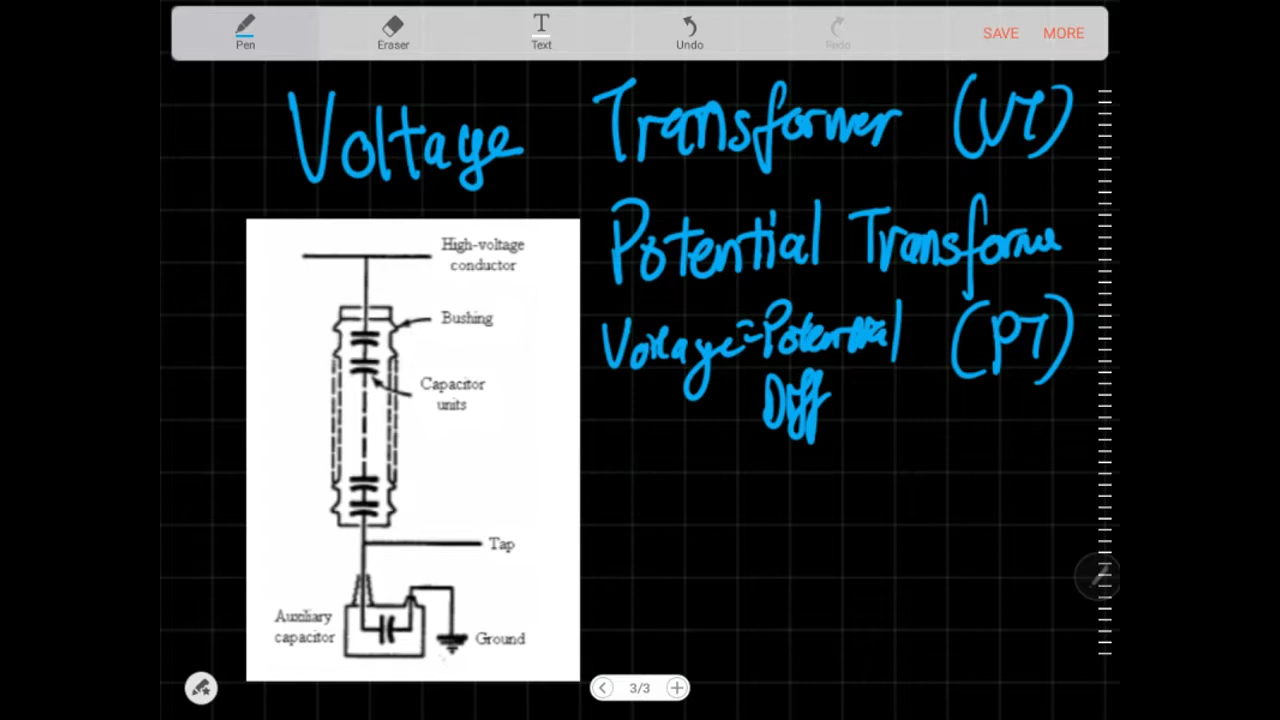 Pen Eraser Text Undo Redo SAVE MORE
Voltage Transformer (VT)
Potential Transforme
(PT)
Voltage = Potential
Diff
High-voltage
conductor
Bushing
Capacitor
units
Tap
Auxiliary
capacitor
Ground
3/3